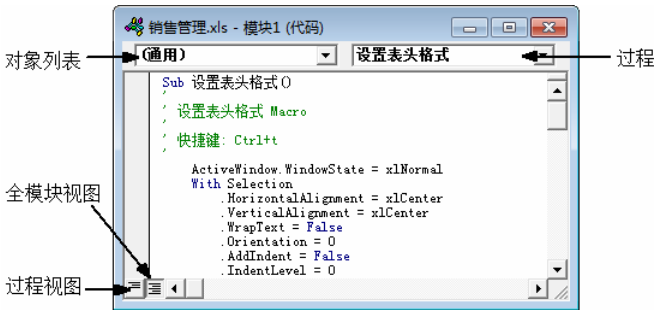 销售管理.xls - 模块1 (代码)
对象列表
(通用)
设置表头格式
过程
Sub 设置表头格式()
'
' 设置表头格式 Macro
'
' 快捷键: Ctrl+t
'
ActiveWindow.WindowState = xlNormal
With Selection
.HorizontalAlignment = xlCenter
.VerticalAlignment = xlCenter
.WrapText = False
.Orientation = 0
.AddIndent = False
.IndentLevel = 0
全模块视图
过程视图